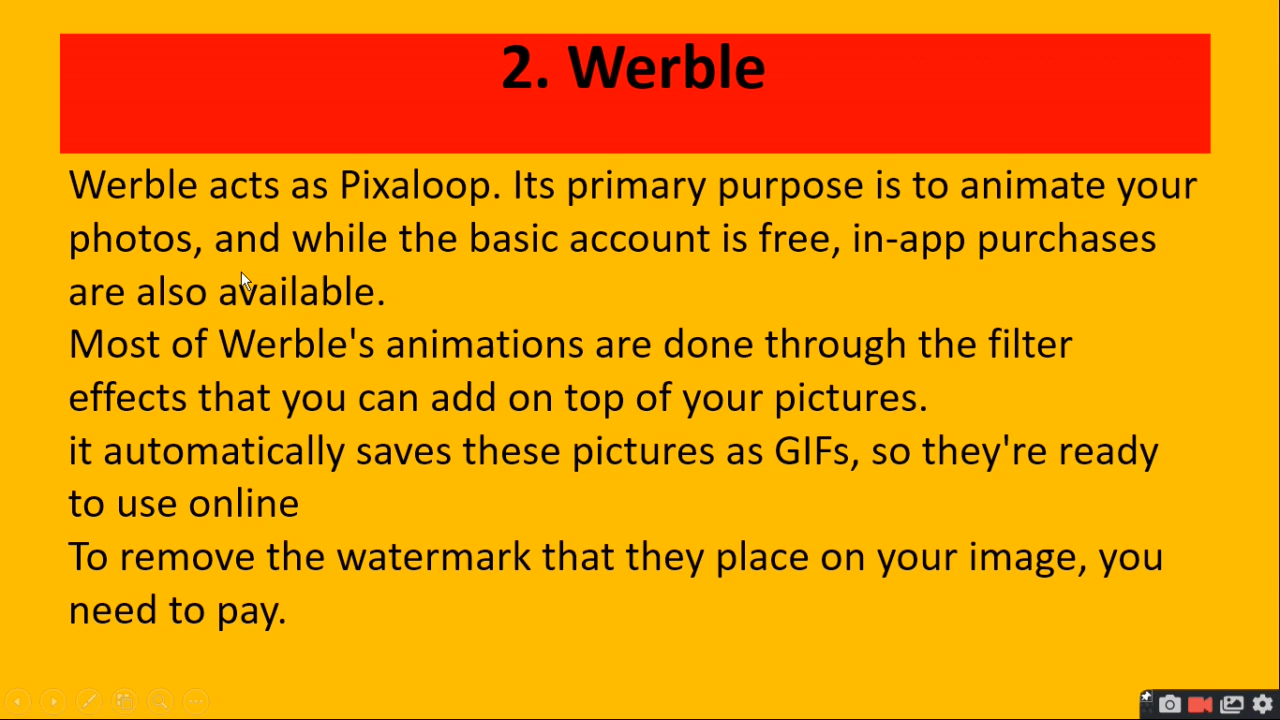 2. Werble
Werble acts as Pixaloop. Its primary purpose is to animate your
photos, and while the basic account is free, in-app purchases
are also available.
Most of Werble's animations are done through the filter
effects that you can add on top of your pictures.
it automatically saves these pictures as GIFs, so they're ready
to use online
To remove the watermark that they place on your image, you
need to pay.